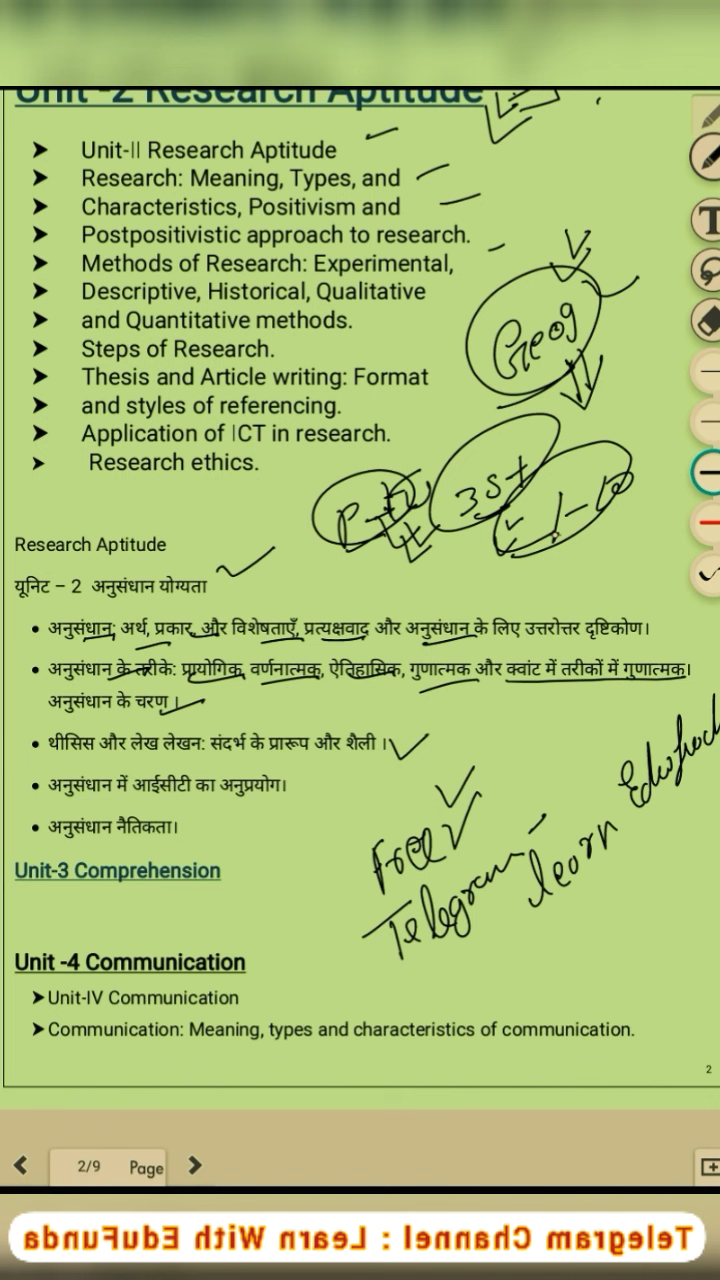 Unit -2 Research Aptitude
➤ Unit-II Research Aptitude
➤ Research: Meaning, Types, and
➤ Characteristics, Positivism and
➤ Postpositivistic approach to research.
➤ Methods of Research: Experimental,
➤ Descriptive, Historical, Qualitative
➤ and Quantitative methods.
➤ Steps of Research.
➤ Thesis and Article writing: Format
➤ and styles of referencing.
➤ Application of ICT in research.
➤ Research ethics.
Geog
3St
1-10
Research Aptitude
यूनिट – 2 अनुसंधान योग्यता
• अनुसंधान; अर्थ, प्रकार, और विशेषताएँ, प्रत्यक्षवाद और अनुसंधान के लिए उत्तरोत्तर दृष्टिकोण।
• अनुसंधान के तरीके: प्रायोगिक, वर्णनात्मक, ऐतिहासिक, गुणात्मक और क्वांट में तरीकों में गुणात्मक।
अनुसंधान के चरण ।
• थीसिस और लेख लेखन: संदर्भ के प्रारूप और शैली ।
• अनुसंधान में आईसीटी का अनुप्रयोग।
• अनुसंधान नैतिकता।
Free
Telegram learn
Unit-3 Comprehension
Unit -4 Communication
➤ Unit-IV Communication
➤ Communication: Meaning, types and characteristics of communication.
2
2/9 Page
T
Telegram Channel : Learn With EduFunda